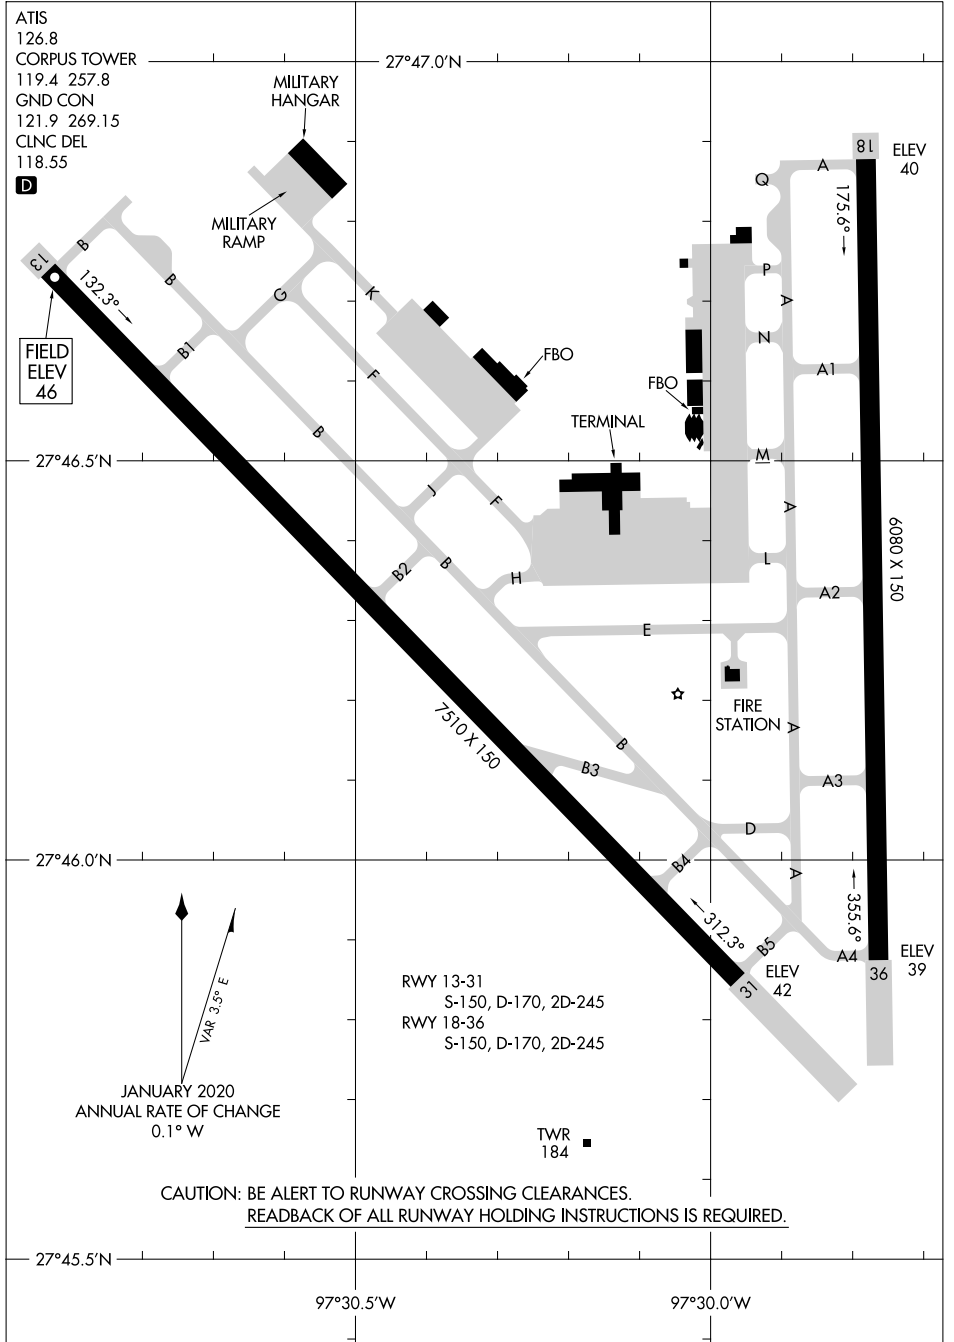 ATIS
126.8
CORPUS TOWER
119.4 257.8
GND CON
121.9 269.15
CLNC DEL
118.55
D
27°47.0'N
MILITARY
HANGAR
MILITARY
RAMP
18
ELEV
40
A
Q
175.6°
13
B
132.3°
B
G
K
P
A
FIELD
ELEV
46
B1
F
FBO
N
A1
FBO
TERMINAL
B
27°46.5'N
M
J
F
A
6080 X 150
B2
B
H
L
A2
E
FIRE
STATION
A
7510 X 150
B
B3
A3
D
27°46.0'N
B4
A
312.3°
355.6°
B5
A4
ELEV
39
36
ELEV
42
31
VAR 3.5° E
JANUARY 2020
ANNUAL RATE OF CHANGE
0.1° W
RWY 13-31
S-150, D-170, 2D-245
RWY 18-36
S-150, D-170, 2D-245
TWR
184
CAUTION: BE ALERT TO RUNWAY CROSSING CLEARANCES.
READBACK OF ALL RUNWAY HOLDING INSTRUCTIONS IS REQUIRED.
27°45.5'N
97°30.5'W
97°30.0'W